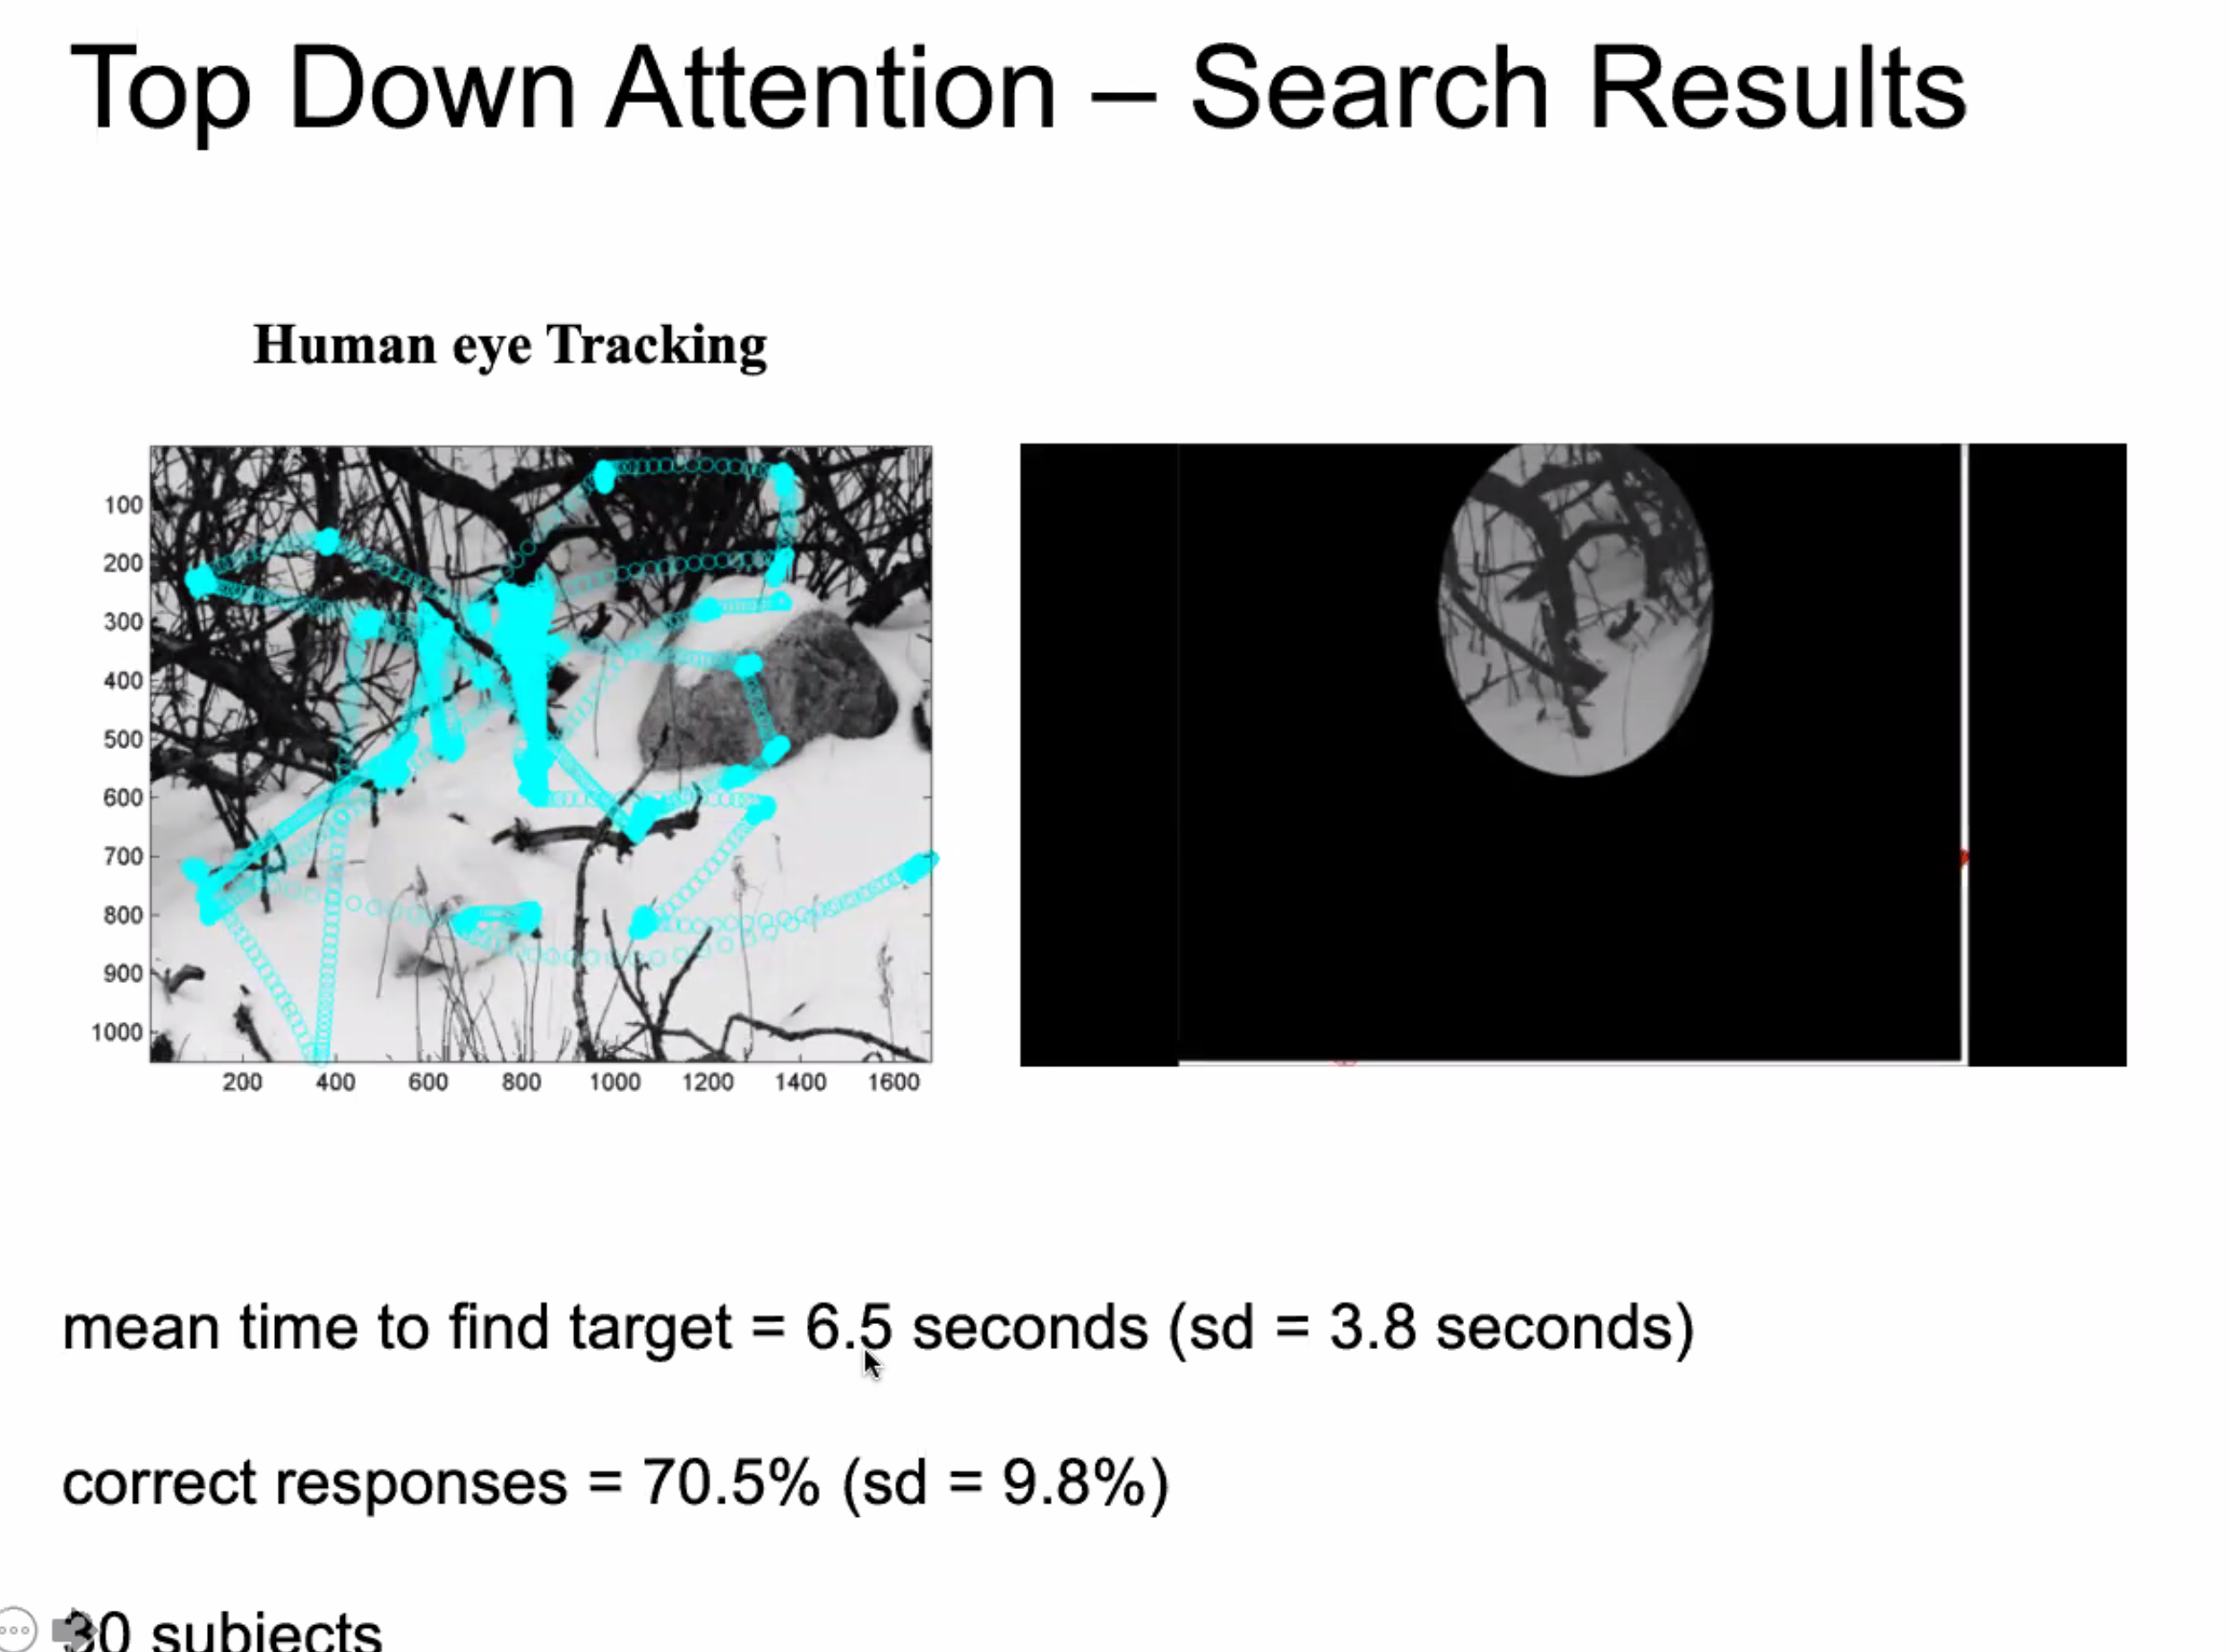 Top Down Attention – Search Results
Human eye Tracking
100
200
300
400
500
600
700
800
900
1000
200 400 600 800 1000 1200 1400 1600
mean time to find target = 6.5 seconds (sd = 3.8 seconds)
correct responses = 70.5% (sd = 9.8%)
30 subjects